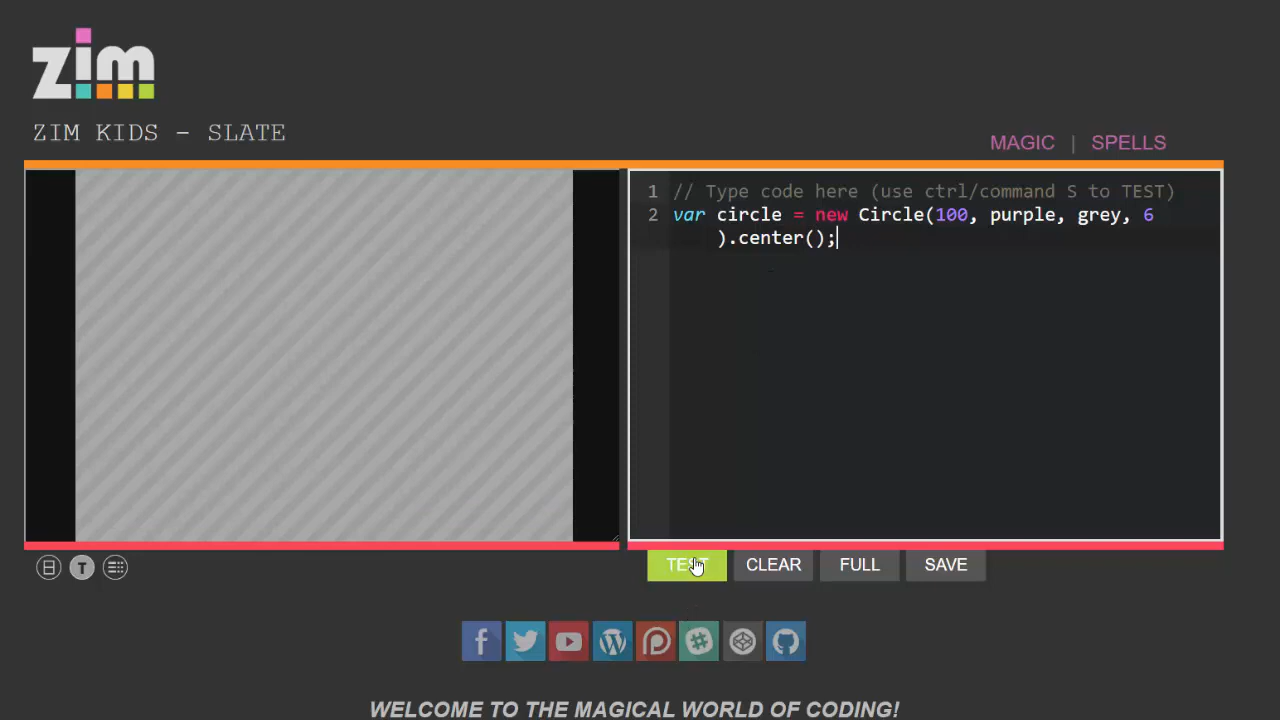 zim
ZIM KIDS - SLATE
MAGIC | SPELLS
1 // Type code here (use ctrl/command S to TEST)
2 var circle = new Circle(100, purple, grey, 6
).center();
T
TEST CLEAR FULL SAVE
WELCOME TO THE MAGICAL WORLD OF CODING!